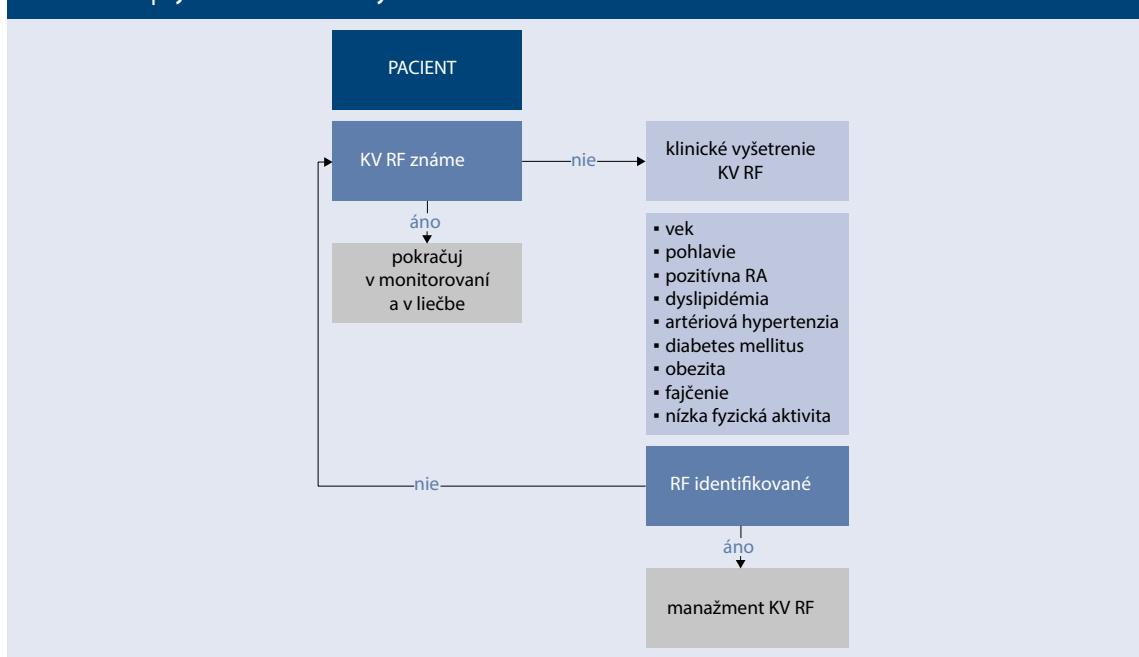 PACIENT
KV RF známe
nie
klinické vyšetrenie
KV RF
áno
pokračuj
v monitorovaní
a v liečbe
▪ vek
▪ pohlavie
▪ pozitívna RA
▪ dyslipidémia
▪ artériová hypertenzia
▪ diabetes mellitus
▪ obezita
▪ fajčenie
▪ nízka fyzická aktivita
nie
RF identifikované
áno
manažment KV RF